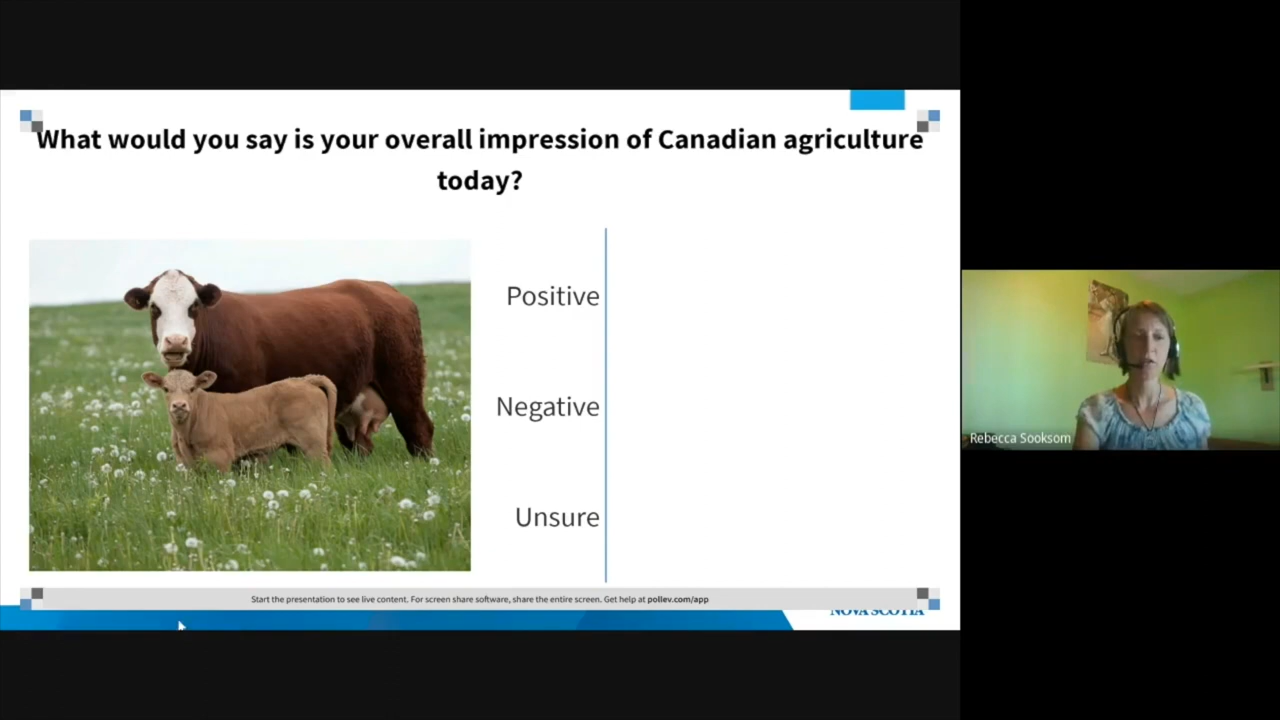 What would you say is your overall impression of Canadian agriculture
today?
Positive
Negative
Unsure
Start the presentation to see live content. For screen share software, share the entire screen. Get help at pollev.com/app
NOVA SCOTIA
Rebecca Sooksom